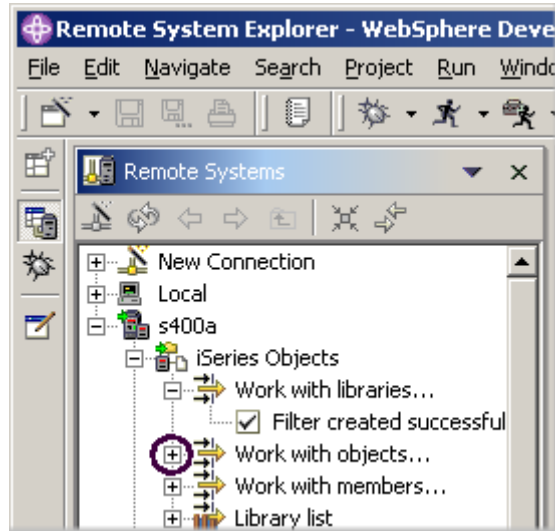 Remote System Explorer - WebSphere Deve
File Edit Navigate Search Project Run Windo
Remote Systems
New Connection
Local
s400a
iSeries Objects
Work with libraries...
Filter created successful
Work with objects...
Work with members...
Library list